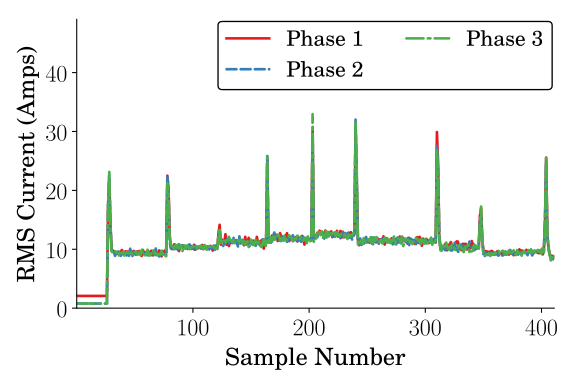 Phase 1
Phase 2
Phase 3
RMS Current (Amps)
40
30
20
10
0
100 200 300 400
Sample Number